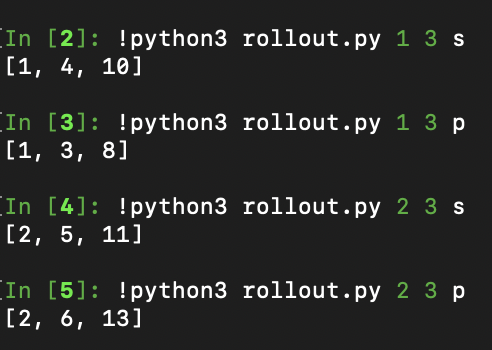 [In [2]: !python3 rollout.py 1 3 s
[1, 4, 10]
[In [3]: !python3 rollout.py 1 3 p
[1, 3, 8]
[In [4]: !python3 rollout.py 2 3 s
[2, 5, 11]
[In [5]: !python3 rollout.py 2 3 p
[2, 6, 13]